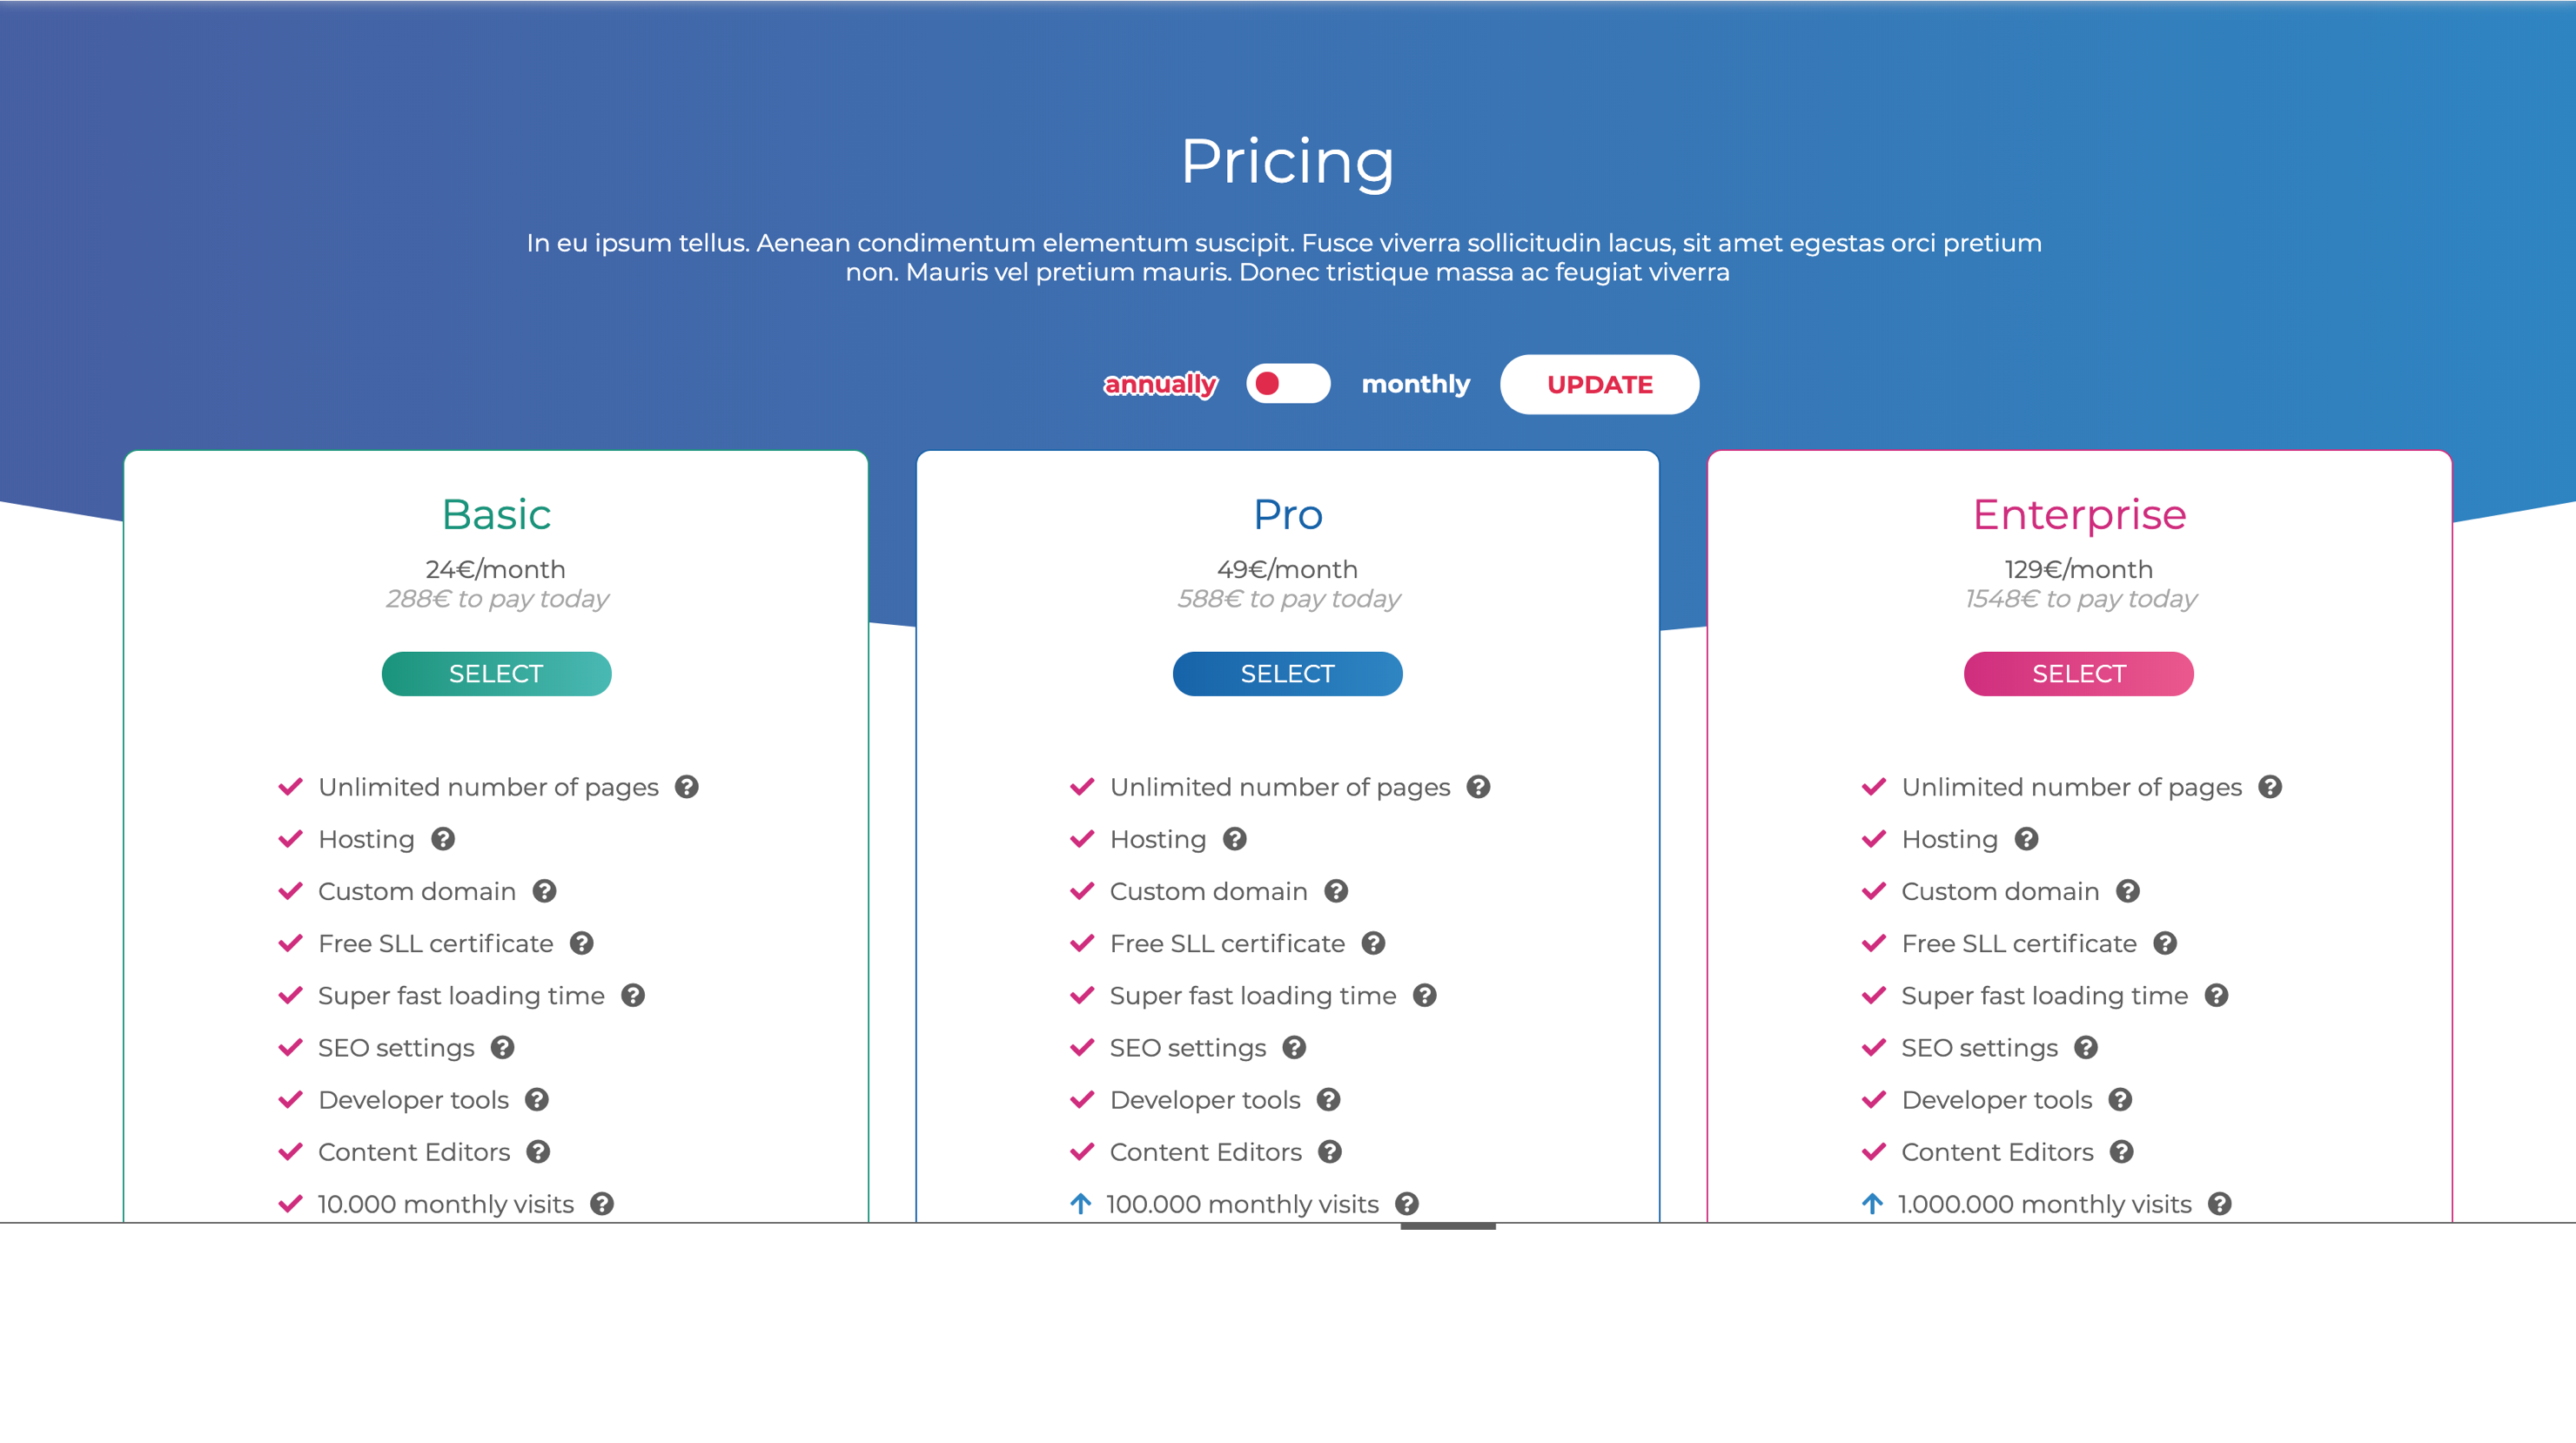 Pricing
In eu ipsum tellus. Aenean condimentum elementum suscipit. Fusce viverra sollicitudin lacus, sit amet egestas orci pretium
non. Mauris vel pretium mauris. Donec tristique massa ac feugiat viverra
annually monthly UPDATE
Basic
24€/month
288€ to pay today
SELECT
Unlimited number of pages
Hosting
Custom domain
Free SLL certificate
Super fast loading time
SEO settings
Developer tools
Content Editors
10.000 monthly visits
Pro
49€/month
588€ to pay today
SELECT
Unlimited number of pages
Hosting
Custom domain
Free SLL certificate
Super fast loading time
SEO settings
Developer tools
Content Editors
100.000 monthly visits
Enterprise
129€/month
1548€ to pay today
SELECT
Unlimited number of pages
Hosting
Custom domain
Free SLL certificate
Super fast loading time
SEO settings
Developer tools
Content Editors
1.000.000 monthly visits